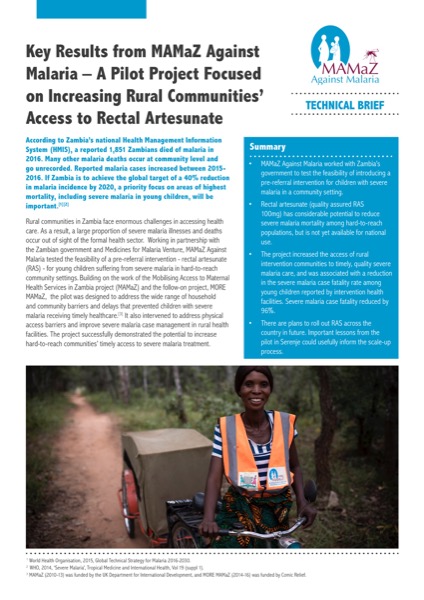 Key Results from MAMaZ Against
Malaria – A Pilot Project Focused
on Increasing Rural Communities'
Access to Rectal Artesunate
MAMaZ
Against Malaria
TECHNICAL BRIEF
According to Zambia's national Health Management Information
System (HMIS), a reported 1,851 Zambians died of malaria in
2016. Many other malaria deaths occur at community level and
go unrecorded. Reported malaria cases increased between 2015-
2016. If Zambia is to achieve the global target of a 40% reduction
in malaria incidence by 2020, a priority focus on areas of highest
mortality, including severe malaria in young children, will be
important.
Rural communities in Zambia face enormous challenges in accessing health
care. As a result, a large proportion of severe malaria illnesses and deaths
occur out of sight of the formal health sector. Working in partnership with
the Zambian government and Medicines for Malaria Venture, MAMaZ Against
Malaria tested the feasibility of a pre-referral intervention - rectal artesunate
(RAS) - for young children suffering from severe malaria in hard-to-reach
community settings. Building on the work of the Mobilising Access to Maternal
Health Services in Zambia project (MAMaZ) and the follow-on project, MORE
MAMaZ, the pilot was designed to address the wide range of household
and community barriers and delays that prevented children with severe
malaria receiving timely healthcare.[3] It also intervened to address physical
access barriers and improve severe malaria case management in rural health
facilities. The project successfully demonstrated the potential to increase
hard-to-reach communities' timely access to severe malaria treatment.
Summary
• MAMaZ Against Malaria worked with Zambia's
government to test the feasibility of introducing a
pre-referral intervention for children with severe
malaria in a community setting.
• Rectal artesunate (quality assured RAS
100mg) has considerable potential to reduce
severe malaria mortality among hard-to-reach
populations, but is not yet available for national
use.
• The project increased the access of rural
intervention communities to timely, quality severe
malaria care, and was associated with a reduction
in the severe malaria case fatality rate among
young children reported by intervention health
facilities. Severe malaria case fatality reduced by
96%.
• There are plans to roll out RAS across the
country in future. Important lessons from the
pilot in Serenje could usefully inform the scale-up
process.
1 World Health Organisation, 2015, Global Technical Strategy for Malaria 2016-2030.
2 WHO, 2014, 'Severe Malaria', Tropical Medicine and International Health, Vol 19 (suppl 1).
3 MAMaZ (2010-13) was funded by the UK Department for International Development, and MORE MAMaZ (2014-16) was funded by Comic Relief.